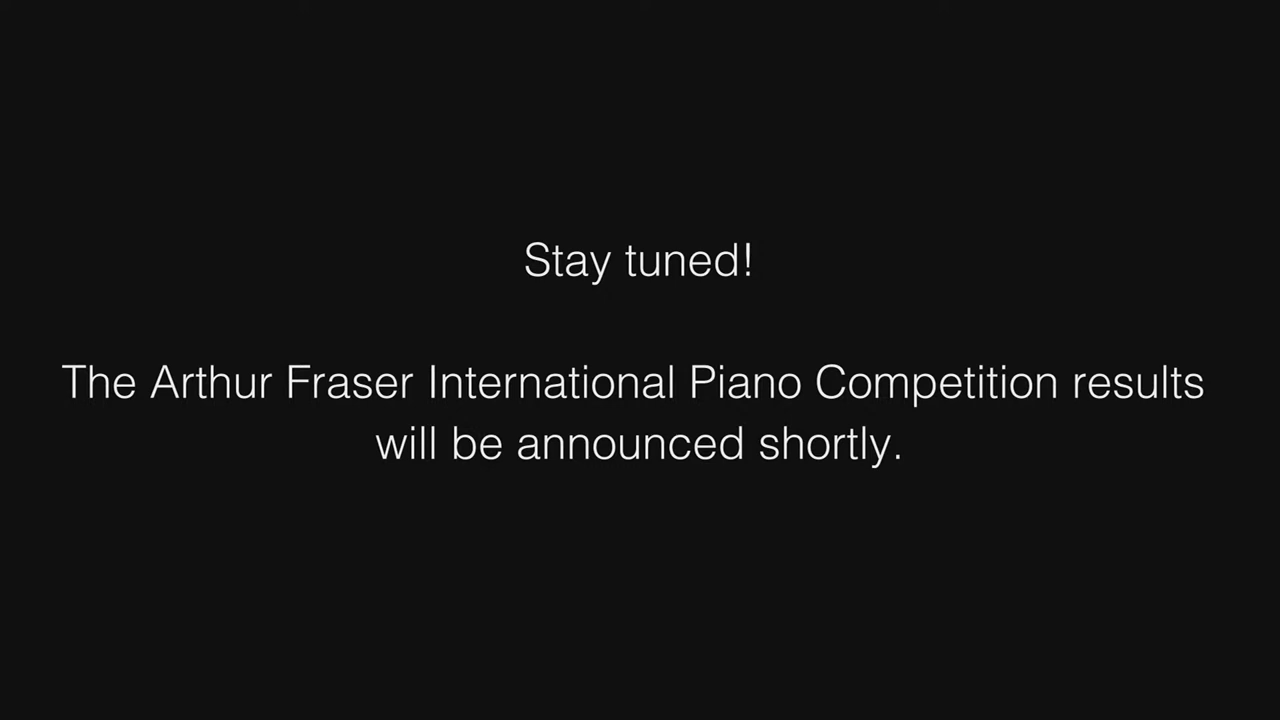 Stay tuned!
The Arthur Fraser International Piano Competition results
will be announced shortly.